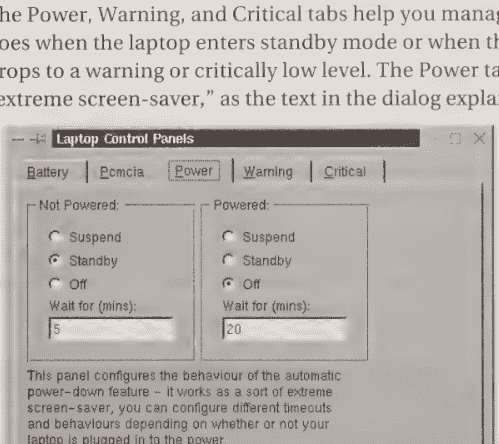 he Power, Warning, and Critical tabs help you manag
oes when the laptop enters standby mode or when th
rops to a warning or critically low level. The Power ta
extreme screen-saver,” as the text in the dialog explai
Laptop Control Panels
Battery Pcmcia Power Warning Critical
Not Powered: Powered:
Suspend Suspend
Standby Standby
Off Off
Wait for (mins): Wait for (mins):
5 20
This panel configures the behaviour of the automatic
power-down feature - it works as a sort of extreme
screen-saver, you can configure different timeouts
and behaviours depending on whether or not your
laptop is plugged in to the power.